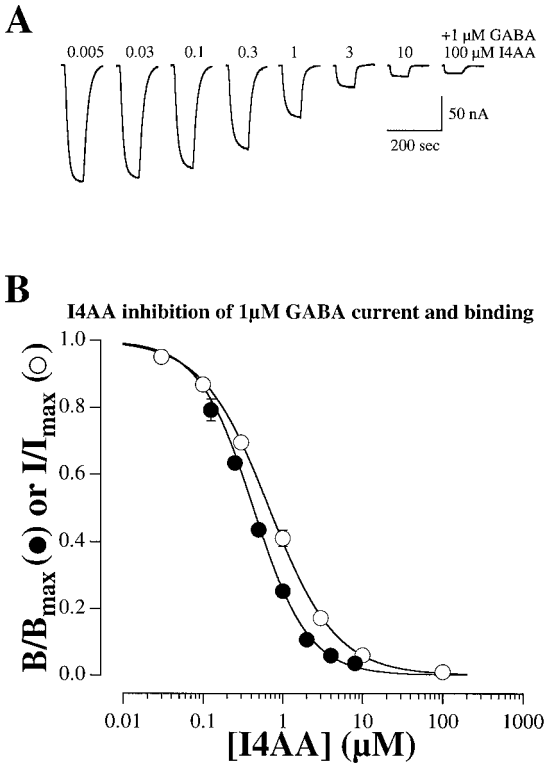 A
+1 μM GABA
0.005 0.03 0.1 0.3 1 3 10 100 μM I4AA
50 nA
200 sec
B
I4AA inhibition of 1μM GABA current and binding
B/Bmax(●) or I/Imax(○)
1.0
0.8
0.6
0.4
0.2
0.0
0.01 0.1 1 10 100 1000
[I4AA] (μM)